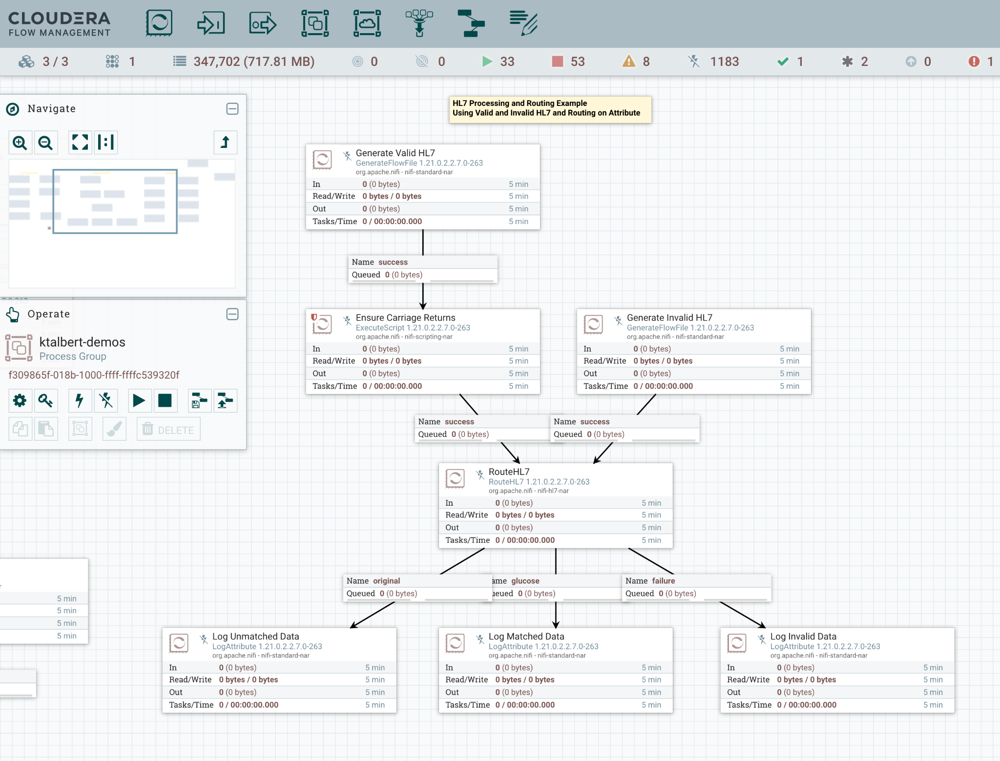 CLOUDERA
FLOW MANAGEMENT
3 / 3
1
347,702 (717.81 MB)
0
0
33
53
8
1183
1
2
0
1
Navigate
HL7 Processing and Routing Example
Using Valid and Invalid HL7 and Routing on Attribute
Generate Valid HL7
GenerateFlowFile 1.21.0.2.2.7.0-263
org.apache.nifi - nifi-standard-nar
In 0 (0 bytes) 5 min
Read/Write 0 bytes / 0 bytes 5 min
Out 0 (0 bytes) 5 min
Tasks/Time 0 / 00:00:00.000 5 min
Name success
Queued 0 (0 bytes)
7.0-263
Operate
5 min
5 min
ktalbert-demos
Process Group
f309865f-018b-1000-ffff-ffffc539320f
DELETE
Ensure Carriage Returns
ExecuteScript 1.21.0.2.2.7.0-263
org.apache.nifi - nifi-scripting-nar
In 0 (0 bytes) 5 min
Read/Write 0 bytes / 0 bytes 5 min
Out 0 (0 bytes) 5 min
Tasks/Time 0 / 00:00:00.000 5 min
Generate Invalid HL7
GenerateFlowFile 1.21.0.2.2.7.0-263
org.apache.nifi - nifi-standard-nar
In 0 (0 bytes) 5 min
Read/Write 0 bytes / 0 bytes 5 min
Out 0 (0 bytes) 5 min
Tasks/Time 0 / 00:00:00.000 5 min
Name success
Queued 0 (0 bytes)
Name success
Queued 0 (0 bytes)
RouteHL7
RouteHL7 1.21.0.2.2.7.0-263
org.apache.nifi - nifi-hl7-nar
In 0 (0 bytes) 5 min
Read/Write 0 bytes / 0 bytes 5 min
Out 0 (0 bytes) 5 min
Tasks/Time 0 / 00:00:00.000 5 min
Name original
Queued 0 (0 bytes)
ame glucose
ueued 0 (0 bytes)
Name failure
Queued 0 (0 bytes)
r
5 min
5 min
5 min
5 min
Log Unmatched Data
LogAttribute 1.21.0.2.2.7.0-263
org.apache.nifi - nifi-standard-nar
In 0 (0 bytes) 5 min
Read/Write 0 bytes / 0 bytes 5 min
Out 0 (0 bytes) 5 min
Tasks/Time 0 / 00:00:00.000 5 min
Log Matched Data
LogAttribute 1.21.0.2.2.7.0-263
org.apache.nifi - nifi-standard-nar
In 0 (0 bytes) 5 min
Read/Write 0 bytes / 0 bytes 5 min
Out 0 (0 bytes) 5 min
Tasks/Time 0 / 00:00:00.000 5 min
Log Invalid Data
LogAttribute 1.21.0.2.2.7.0-263
org.apache.nifi - nifi-standard-nar
In 0 (0 bytes) 5 min
Read/Write 0 bytes / 0 bytes 5 min
Out 0 (0 bytes) 5 min
Tasks/Time 0 / 00:00:00.000 5 min